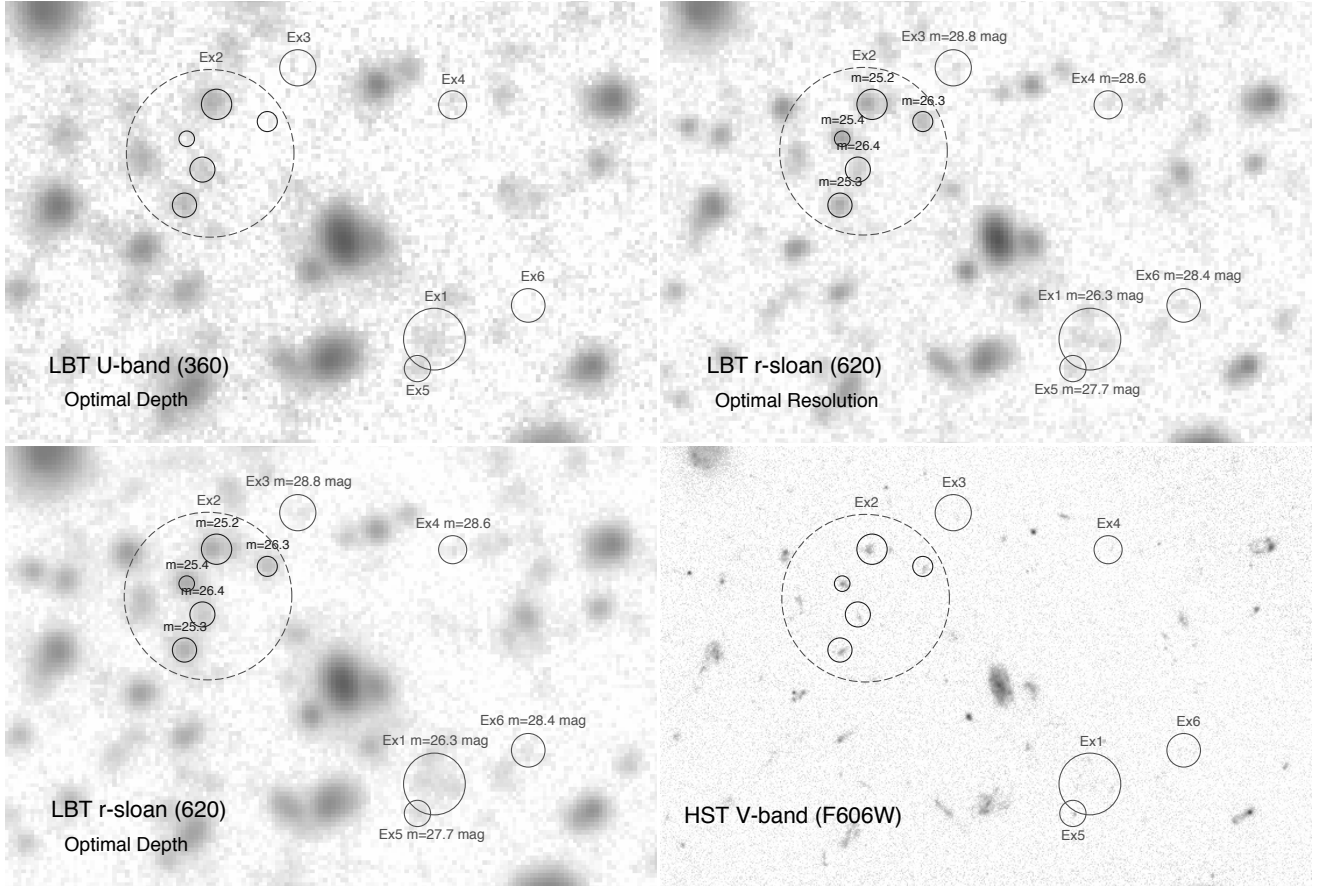 Ex3
Ex2
Ex4
Ex6
Ex1
LBT U-band (360)
Ex5
Optimal Depth
Ex3 m=28.8 mag
Ex2
m=25.2
Ex4 m=28.6
m=26.3
m=25.4
m=26.4
m=25.3
Ex6 m=28.4 mag
Ex1 m=26.3 mag
LBT r-sloan (620)
Ex5 m=27.7 mag
Optimal Resolution
Ex3 m=28.8 mag
Ex2
m=25.2
Ex4 m=28.6
m=26.3
m=25.4
m=26.4
m=25.3
Ex6 m=28.4 mag
Ex1 m=26.3 mag
LBT r-sloan (620)
Ex5 m=27.7 mag
Optimal Depth
Ex3
Ex2
Ex4
Ex6
Ex1
HST V-band (F606W)
Ex5